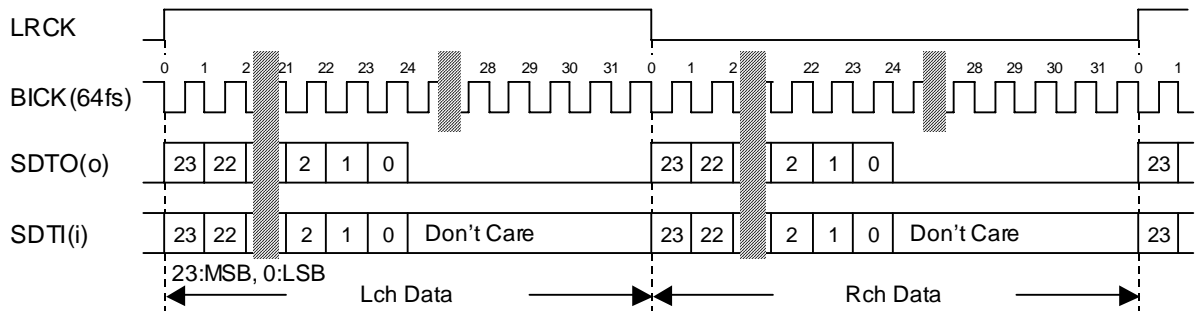 LRCK
0 1 2 21 22 23 24 28 29 30 31 0 1 2 22 23 24 28 29 30 31 0 1
BICK(64fs)
SDTO(o) 23 22 2 1 0 23 22 2 1 0 23
SDTI(i) 23 22 2 1 0 Don't Care 23 22 2 1 0 Don't Care 23
23:MSB, 0:LSB
Lch Data Rch Data